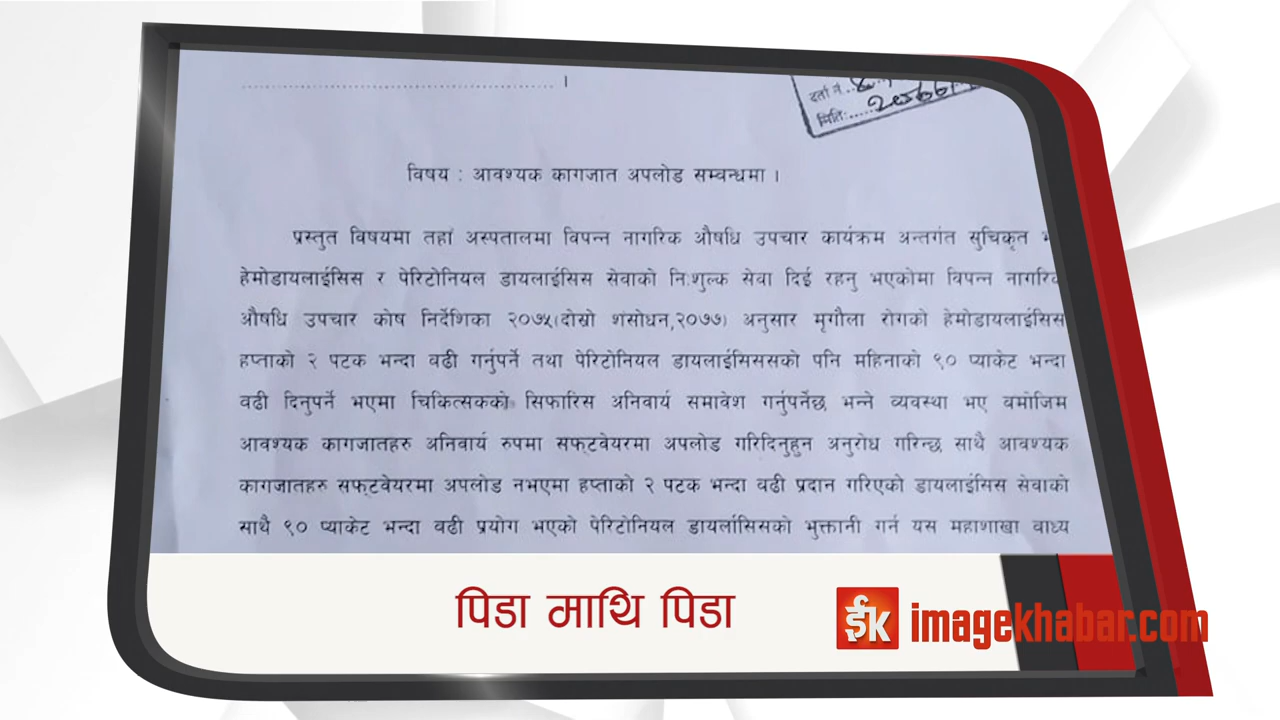 दर्ता नं...
मितिः.....
विषय : आवश्यक कागजात अपलोड सम्वन्धमा ।
प्रस्तुत विषयमा तहाँ अस्पतालमा विपन्न नागरिक औषधि उपचार कार्यक्रम अन्तर्गत सुचिकृत
हेमोडायलाईसिस र पेरिटोनियल डायलाईसिस सेवाको नि:शुल्क सेवा दिई रहनु भएकोमा विपन्न नागरिक
औषधि उपचार कोष निर्देशिका २०७५(दोस्रो शंसोधन,२०७७) अनुसार मृगौला रोगको हेमोडायलाईसिस
हप्ताको २ पटक भन्दा वढी गर्नुपर्ने तथा पेरिटोनियल डायलाईसिससको पनि महिनाको ९० प्याकेट भन्दा
वढी दिनुपर्ने भएमा चिकित्सकको सिफारिस अनिवार्य समावेश गर्नुपर्नेछ भन्ने व्यवस्था भए वमोजिम
आवश्यक कागजातहरु अनिवार्य रुपमा सफ्टवेयरमा अपलोड गरिदिनुहुन अनुरोध गरिन्छ साथै आवश्यक
कागजातहरु सफ्टवेयरमा अपलोड नभएमा हप्ताको २ पटक भन्दा वढी प्रदान गरिएको डायलाईसिस सेवाको
साथै ९० प्याकेट भन्दा वढी प्रयोग भएको पेरिटोनियल डायलाँसिसको भुक्तानी गर्न यस महाशाखा वाध्य
पिडा माथि पिडा
ईk imagekhabar.com